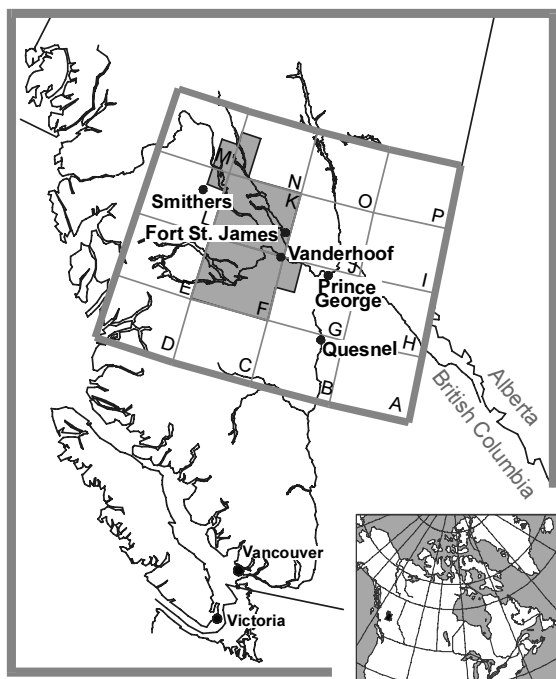 M
N
O
P
Smithers
K
Fort St. James
Vanderhoof
J
I
Prince
George
E
F
G
H
Quesnel
D
C
B
A
Alberta
British Columbia
Vancouver
Victoria